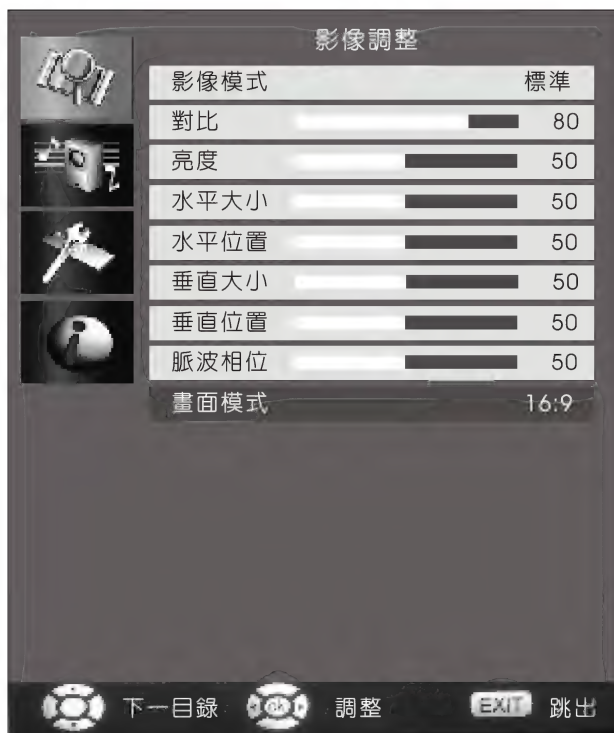 影像調整
影像模式 標準
對比 80
亮度 50
水平大小 50
水平位置 50
垂直大小 50
垂直位置 50
脈波相位 50
畫面模式 16:9
下一目錄 ok 調整 EXIT 跳出